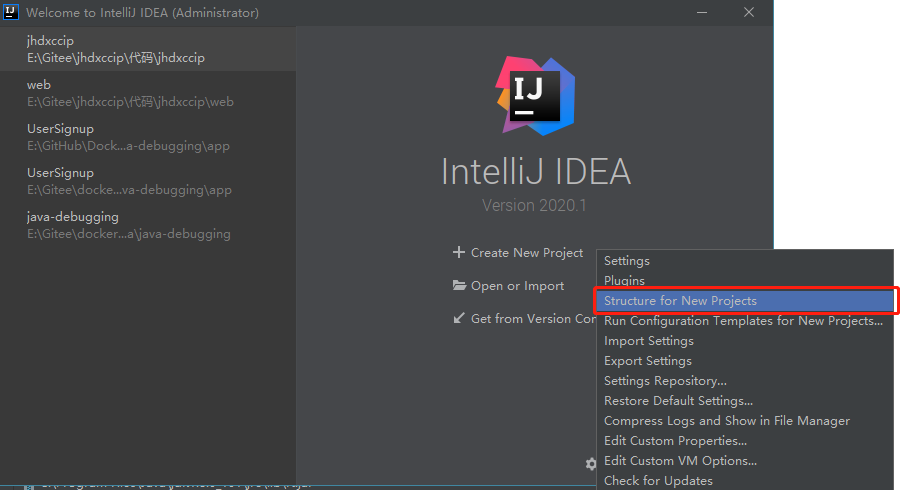 IJ
Welcome to IntelliJ IDEA (Administrator)
jhdxccip
E:\Gitee\jhdxccip\代码\jhdxccip
web
E:\Gitee\jhdxccip\代码\jhdxccip\web
UserSignup
E:\GitHub\Dock...a-debugging\app
UserSignup
E:\Gitee\docke...va-debugging\app
java-debugging
E:\Gitee\docker...a\java-debugging
IJ
IntelliJ IDEA
Version 2020.1
Create New Project
Open or Import
Get from Version Con
Settings
Plugins
Structure for New Projects
Run Configuration Templates for New Projects...
Import Settings
Export Settings
Settings Repository...
Restore Default Settings...
Compress Logs and Show in File Manager
Edit Custom Properties...
Edit Custom VM Options...
Check for Updates